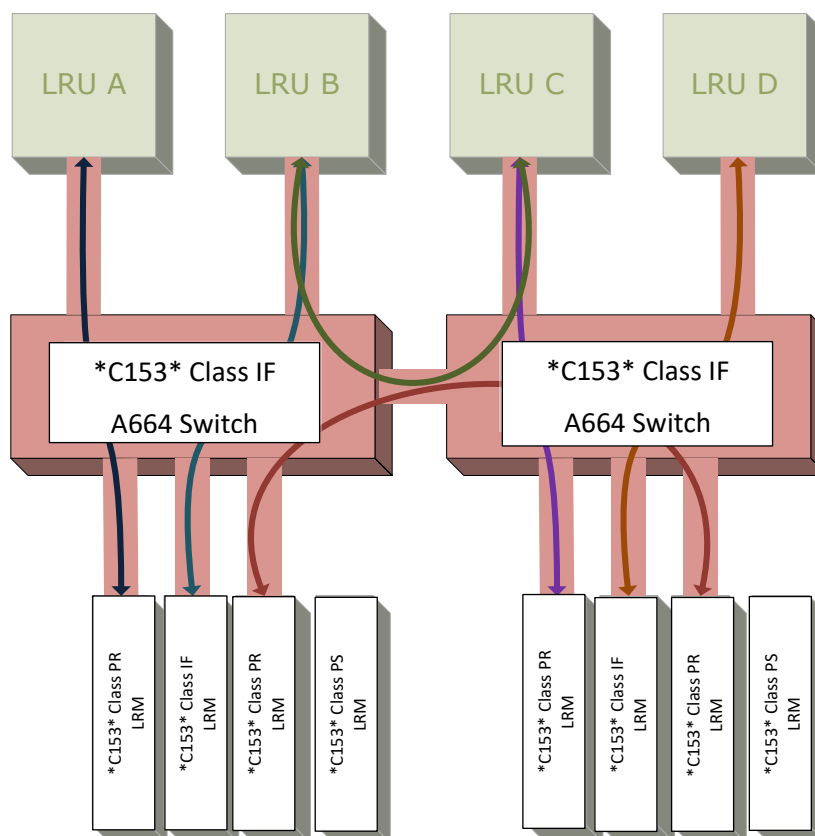 LRU A
LRU B
LRU C
LRU D
*C153* Class IF
A664 Switch
*C153* Class IF
A664 Switch
*C153* Class PR
LRM
*C153* Class IF
LRM
*C153* Class PR
LRM
*C153* Class PS
LRM
*C153* Class PR
LRM
*C153* Class IF
LRM
*C153* Class PR
LRM
*C153* Class PS
LRM